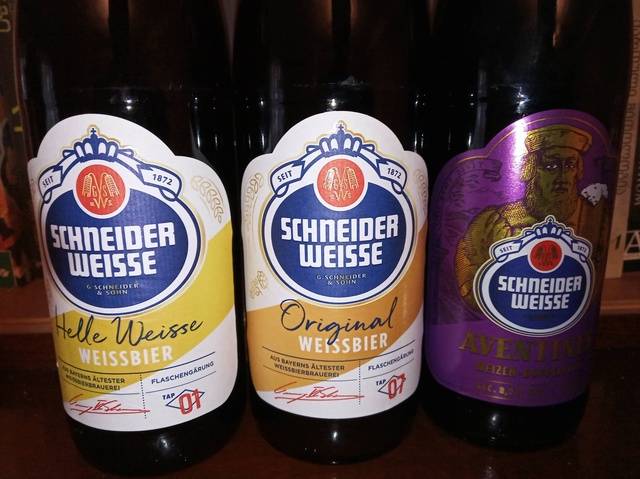 SEIT 1872
SCHNEIDER
WEISSE
G. SCHNEIDER
& SOHN
Helle Weisse
WEISSBIER
AUS BAYERNS ÄLTESTER
WEISSBIERBRAUEREI
FLASCHENGÄRUNG
TAP 01
SEIT 1872
SCHNEIDER
WEISSE
G. SCHNEIDER
& SOHN
Original
WEISSBIER
AUS BAYERNS ÄLTESTER
WEISSBIERBRAUEREI
FLASCHENGÄRUNG
TAP 07
SEIT 1872
SCHNEIDER
WEISSE